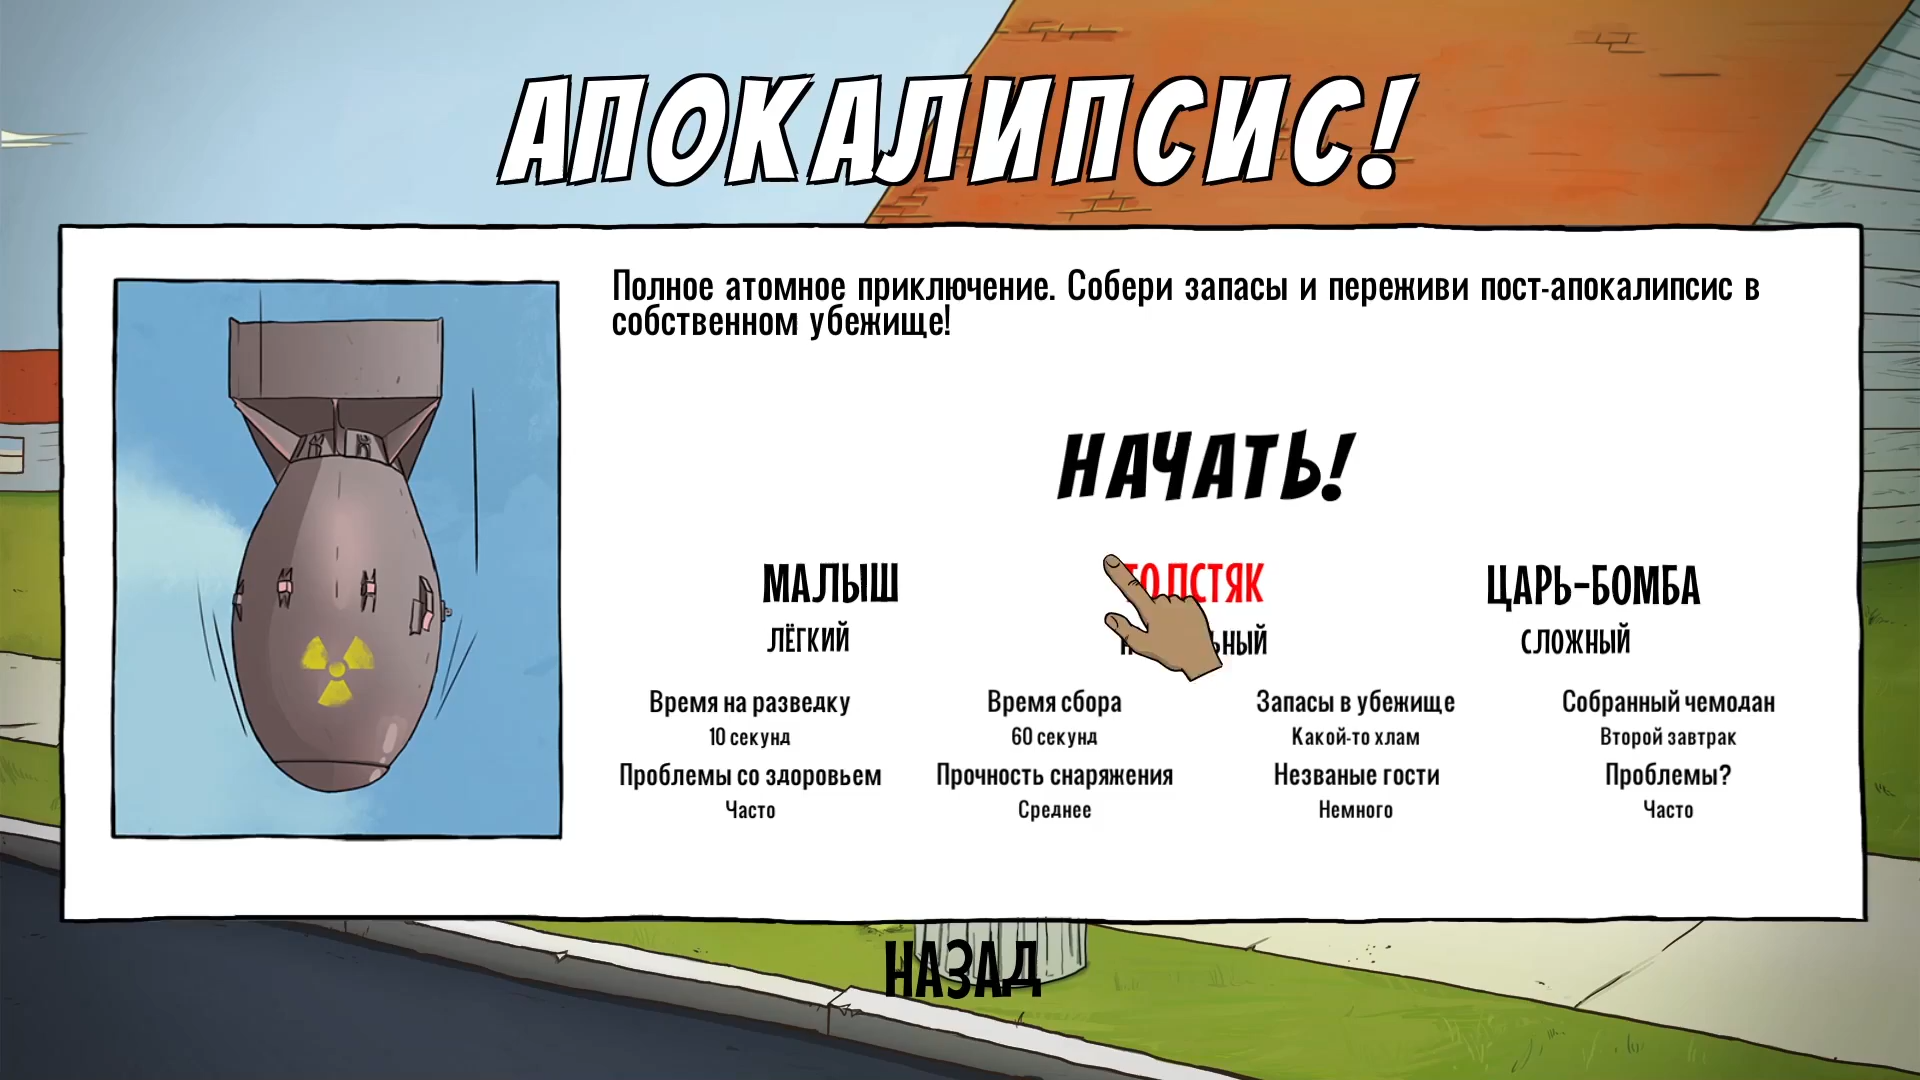 АПОКАЛИПСИС!
Полное атомное приключение. Собери запасы и переживи пост-апокалипсис в
собственном убежище!
НАЧАТЬ!
МАЛЫШ ТОЛСТЯК ЦАРЬ-БОМБА
ЛЁГКИЙ СЛОЖНЫЙ
Время на разведку Время сбора Запасы в убежище Собранный чемодан
10 секунд 60 секунд Какой-то хлам Второй завтрак
Проблемы со здоровьем Прочность снаряжения Незваные гости Проблемы?
Часто Среднее Немного Часто
НАЗАД